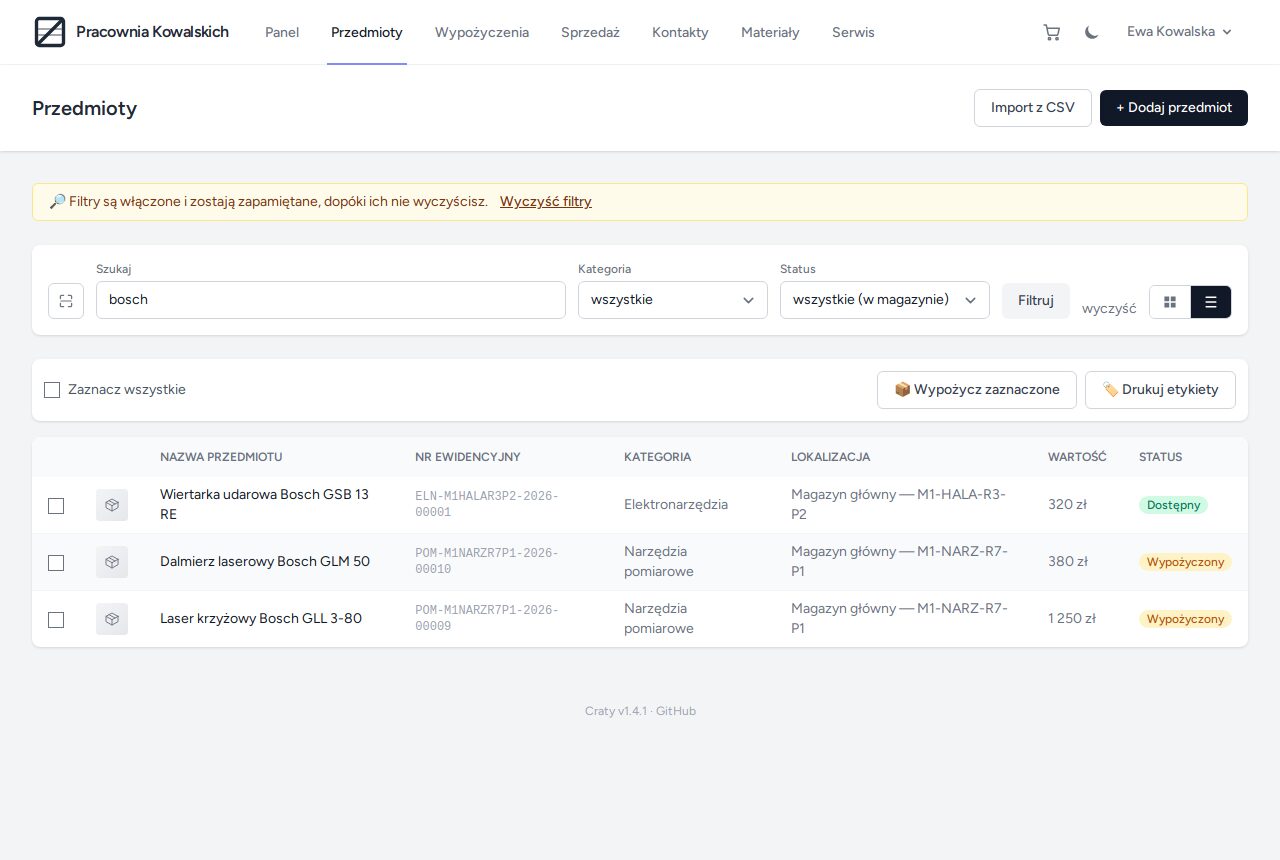 Pracownia Kowalskich
Panel
Przedmioty
Wypożyczenia
Sprzedaż
Kontakty
Materiały
Serwis
Ewa Kowalska
Przedmioty
Import z CSV
+ Dodaj przedmiot
🔎 Filtry są włączone i zostają zapamiętane, dopóki ich nie wyczyścisz. Wyczyść filtry
Szukaj
bosch
Kategoria
wszystkie
Status
wszystkie (w magazynie)
Filtruj
wyczyść
Zaznacz wszystkie
📦 Wypożycz zaznaczone
🏷️ Drukuj etykiety
NAZWA PRZEDMIOTU
NR EWIDENCYJNY
KATEGORIA
LOKALIZACJA
WARTOŚĆ
STATUS
Wiertarka udarowa Bosch GSB 13
RE
ELN-M1HALAR3P2-2026-
00001
Elektronarzędzia
Magazyn główny — M1-HALA-R3-
P2
320 zł
Dostępny
Dalmierz laserowy Bosch GLM 50
POM-M1NARZR7P1-2026-
00010
Narzędzia
pomiarowe
Magazyn główny — M1-NARZ-R7-
P1
380 zł
Wypożyczony
Laser krzyżowy Bosch GLL 3-80
POM-M1NARZR7P1-2026-
00009
Narzędzia
pomiarowe
Magazyn główny — M1-NARZ-R7-
P1
1 250 zł
Wypożyczony
Craty v1.4.1 · GitHub